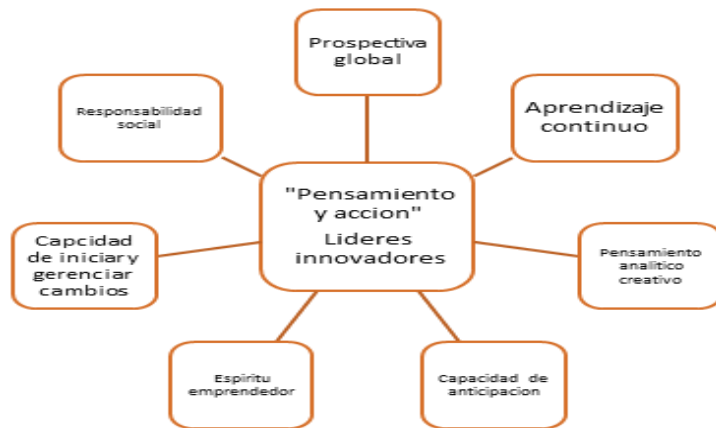 Prospectiva
global
Responsabilidad
social
Aprendizaje
continuo
"Pensamiento
y accion"
Lideres
innovadores
Capcidad
de iniciar y
gerenciar
cambios
Pensamiento
analitico
creativo
Espiritu
emprendedor
Capacidad de
anticipacion